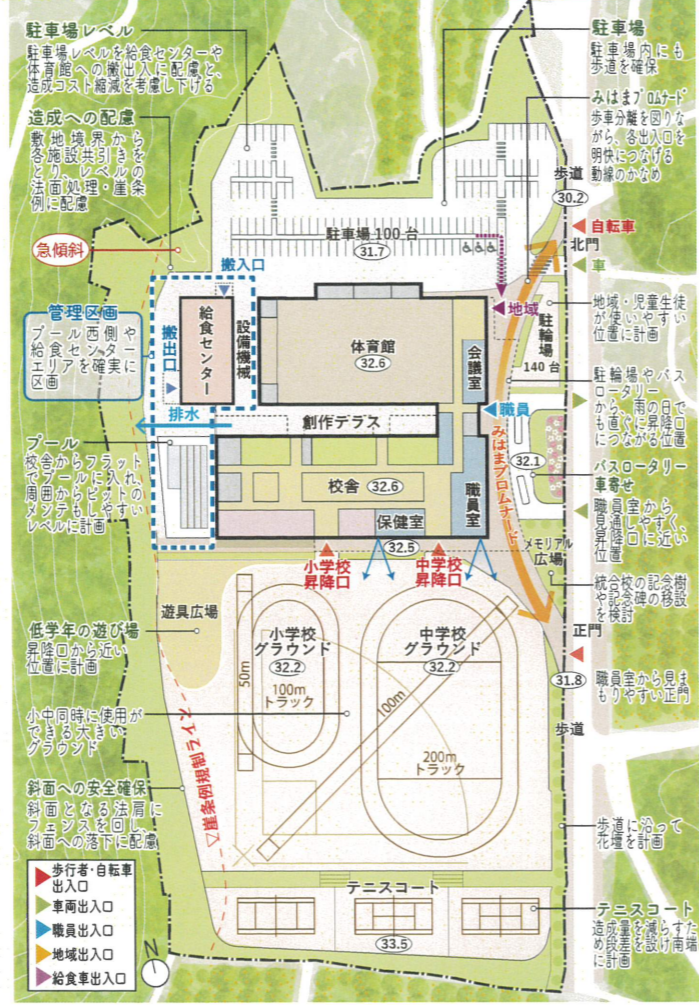 駐車場レベル
駐車場レベルを給食センターや
体育館への搬出入に配慮と、
造成コスト縮減を考慮し下げる
造成への配慮
敷地境界から
各施設共引きを
とり、レベルの
法面処理・崖条
例に配慮
急傾斜
管理区画
プール西側や
給食センター
エリアを確実に
区画
プール
校舎からフラット
でプールに入れ、
周囲からピットの
メンテもしやすい
レベルに計画
低学年の遊び場
昇降口から近い
位置に計画
小中同時に使用が
できる大きい
グラウンド
斜面への安全確保
斜面となる法肩に
フェンスを回し、
斜面への落下に配慮
歩行者・自転車
出入口
車両出入口
職員出入口
地域出入口
給食車出入口
N
駐車場 100台
31.7
搬入口
搬出口
給食センター
設備機械
体育館
32.6
会議室
地域
職員
排水
創作テラス
校舎 32.6
職員室
保健室
32.5
小学校
昇降口
中学校
昇降口
遊具広場
小学校
グラウンド
32.2
100m
トラック
50m
中学校
グラウンド
32.2
100m
200m
トラック
崖条例規制ライン
テニスコート
33.5
駐車場
駐車場内にも
歩道を確保
みはまプロムナード
歩車分離を図りな
がら、各出入口を
明快につなげる
動線のかなめ
歩道
30.2
自転車
北門
車
地域・児童生徒
が使いやすい
位置に計画
駐輪場
140台
駐輪場やバス
ロータリー
から、雨の日で
も直ぐに昇降口
につながる位置
みはまプロムナード
32.1
バスロータリー
車寄せ
職員室から
見通しやすく、
昇降口に近い
位置
メモリアル
広場
統合校の記念樹
や記念碑の移設
を検討
正門
31.8
職員室から見ま
もりやすい正門
歩道
歩道に沿って
花壇を計画
テニスコート
造成量を減らすた
め段差を設け南端
に計画